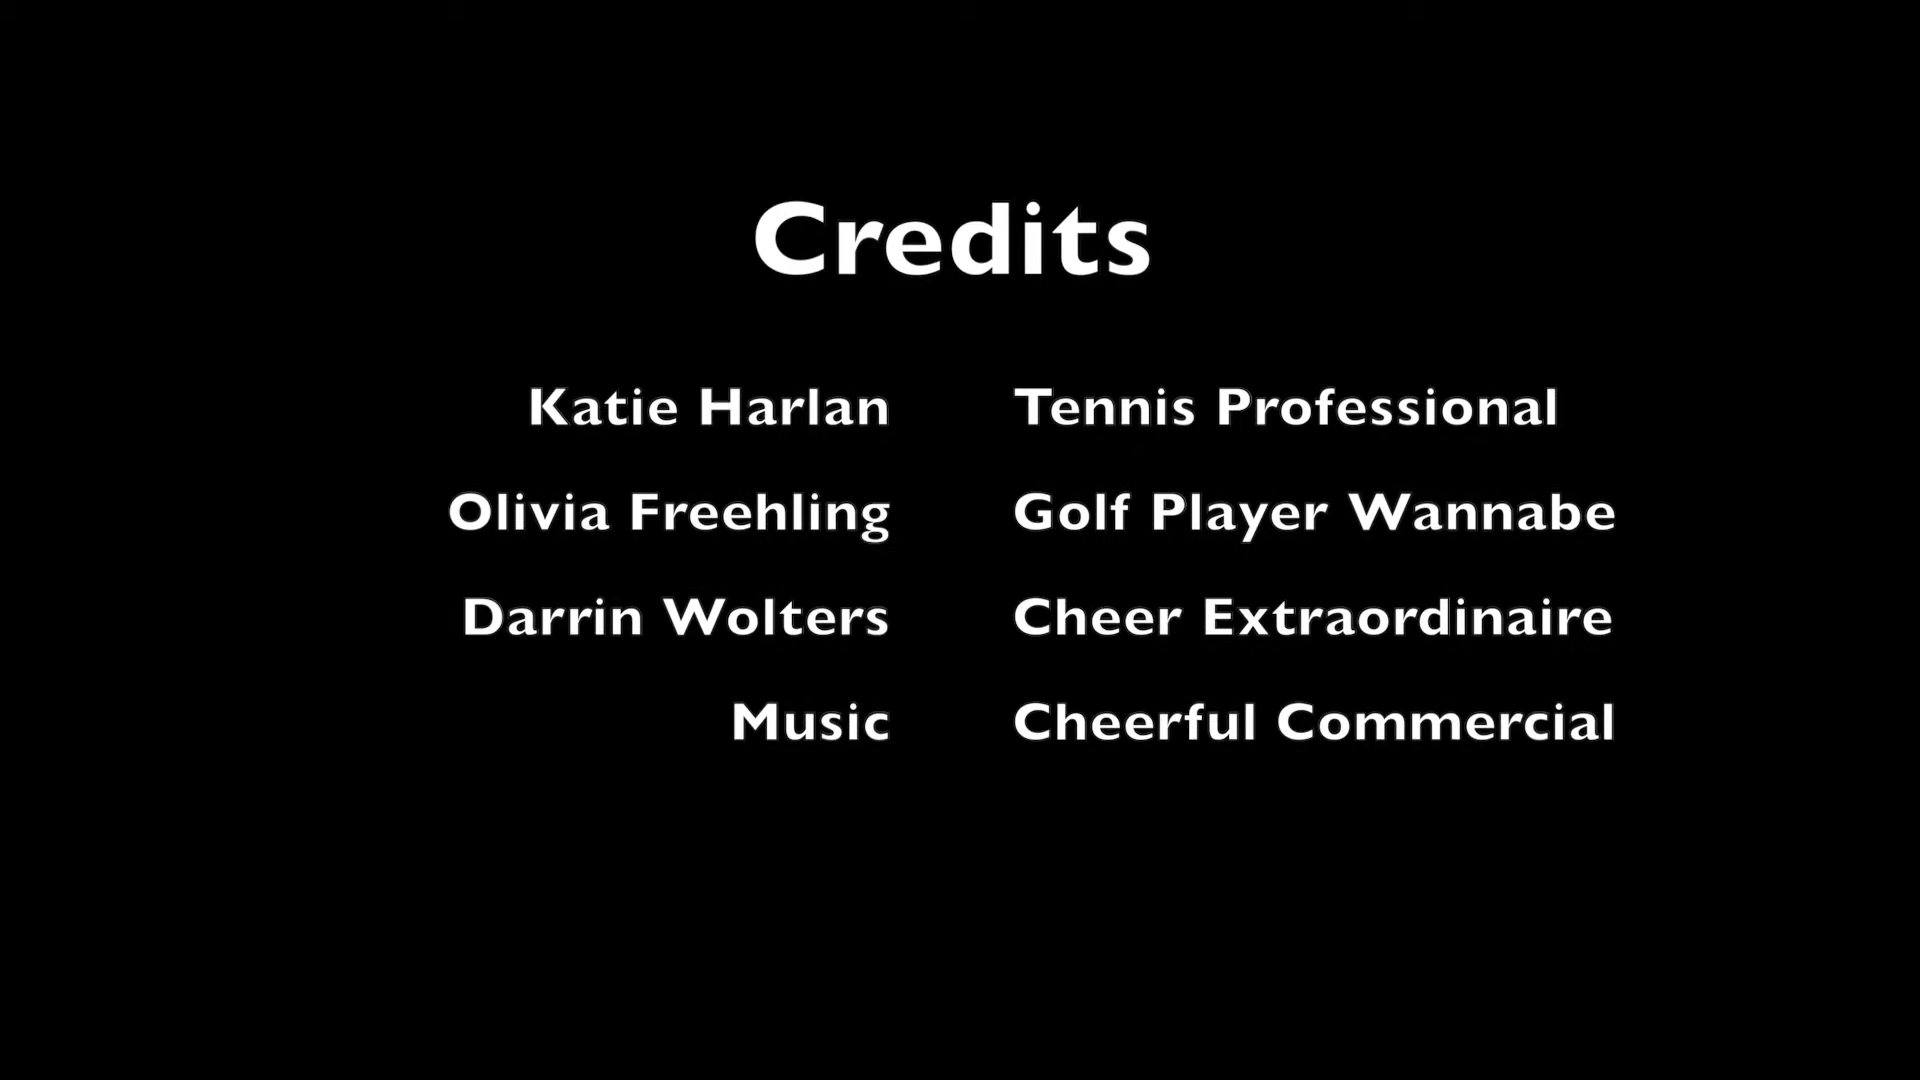 Credits
Katie Harlan Tennis Professional
Olivia Freehling Golf Player Wannabe
Darrin Wolters Cheer Extraordinaire
Music Cheerful Commercial